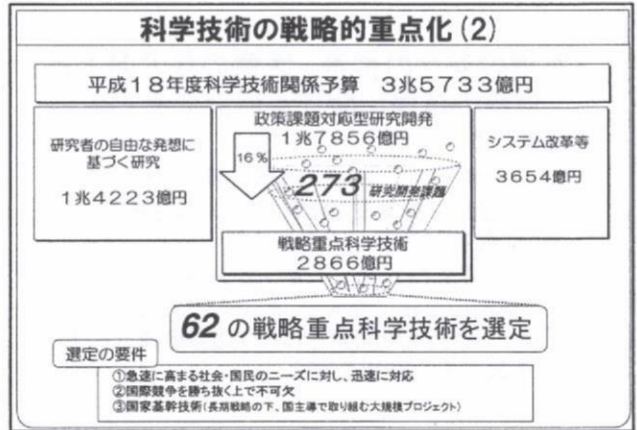 科学技術の戦略的重点化(2)
平成18年度科学技術関係予算 3兆5733億円
研究者の自由な発想に
基づく研究
1兆4223億円
政策課題対応型研究開発
1兆7856億円
16%
273 研究開発課題
戦略重点科学技術
2866億円
システム改革等
3654億円
62の戦略重点科学技術を選定
選定の要件
①急速に高まる社会・国民のニーズに対し、迅速に対応
②国際競争を勝ち抜く上で不可欠
③国家基幹技術(長期戦略の下、国主導で取り組む大規模プロジェクト)